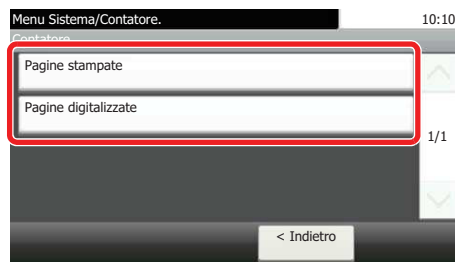 Menu Sistema/Contatore. 10:10
Contatore
Pagine stampate
Pagine digitalizzate
1/1
< Indietro